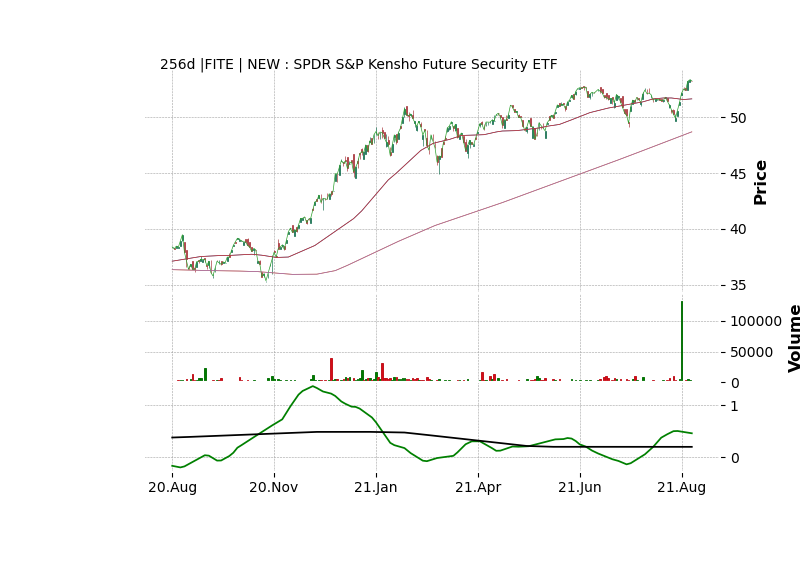 256d |FITE | NEW : SPDR S&P Kensho Future Security ETF
50
45
40
35
Price
100000
50000
0
Volume
1
0
20.Aug 20.Nov 21.Jan 21.Apr 21.Jun 21.Aug